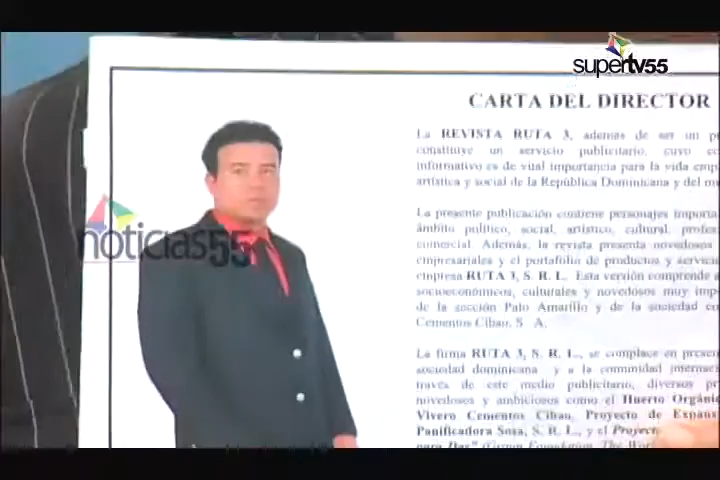 supertv55
CARTA DEL DIRECTOR
La REVISTA RUTA 3, además de ser un
constituye un servicio publicitario, cuyo
informativo es de vital importancia para la vida
artística y social de la República Dominicana y del
La presente publicación contiene personajes
ámbito político, social, artístico, cultural,
comercial. Además, la revista presenta novedosos
empresariales y el portafolio de productos y
empresa RUTA 3, S. R. L. Esta versión comprende
socioeconómicos, culturales y novedosos muy
de la sección Palo Amarillo y de la sociedad
Cementos Cibao, S. A.
La firma RUTA 3, S. R. L., se complace en
sociedad dominicana y a la comunidad
través de este medio publicitario, diversos
novedosos y ambiciosos como el Huerto
Vivero Cementos Cibao, Proyecto de
Panificadora Sosa, S. R. L., y el
noticias55